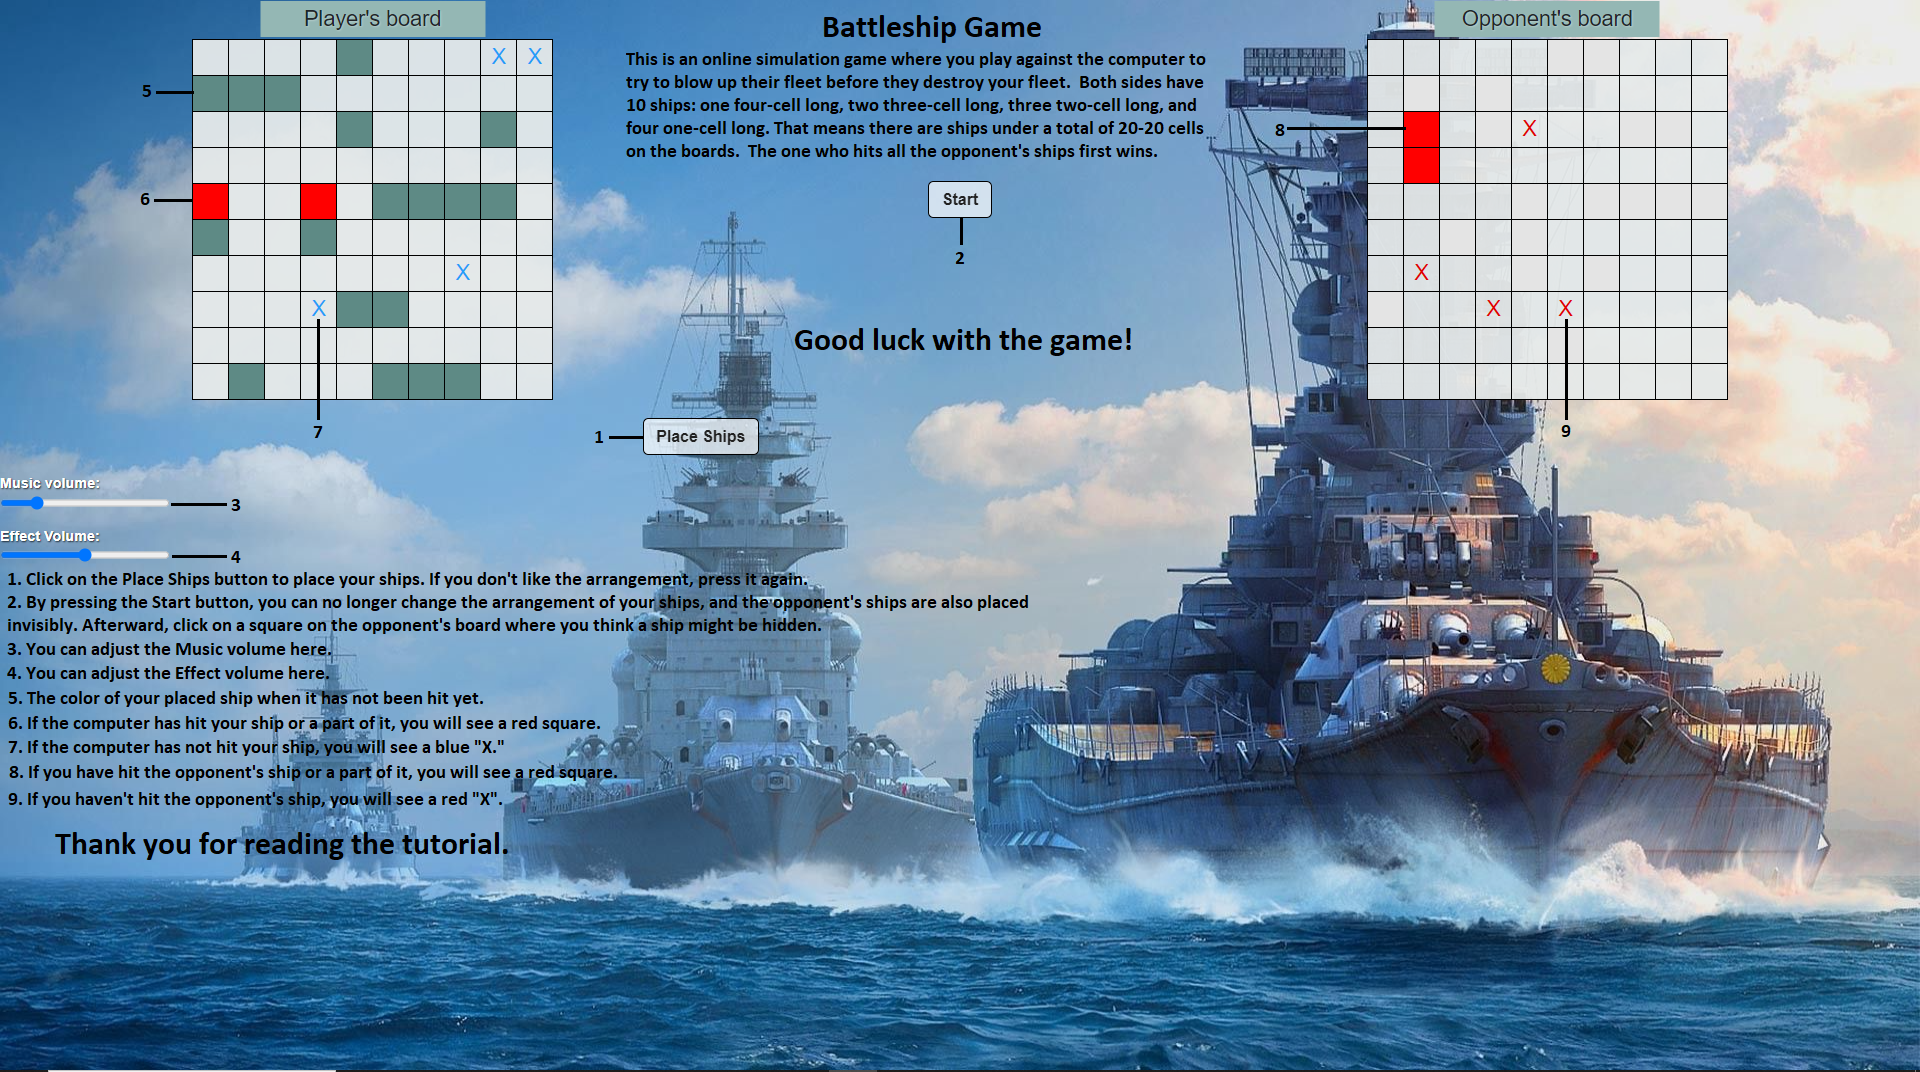 Player's board
Battleship Game
Opponent's board
This is an online simulation game where you play against the computer to
try to blow up their fleet before they destroy your fleet. Both sides have
10 ships: one four-cell long, two three-cell long, three two-cell long, and
four one-cell long. That means there are ships under a total of 20-20 cells
on the boards. The one who hits all the opponent's ships first wins.
X X
5
8
X
6
Start
2
X
X
X
X X
Good luck with the game!
7
1
Place Ships
9
Music volume:
3
Effect Volume:
4
1. Click on the Place Ships button to place your ships. If you don't like the arrangement, press it again.
2. By pressing the Start button, you can no longer change the arrangement of your ships, and the opponent's ships are also placed
invisibly. Afterward, click on a square on the opponent's board where you think a ship might be hidden.
3. You can adjust the Music volume here.
4. You can adjust the Effect volume here.
5. The color of your placed ship when it has not been hit yet.
6. If the computer has hit your ship or a part of it, you will see a red square.
7. If the computer has not hit your ship, you will see a blue "X."
8. If you have hit the opponent's ship or a part of it, you will see a red square.
9. If you haven't hit the opponent's ship, you will see a red "X".
Thank you for reading the tutorial.